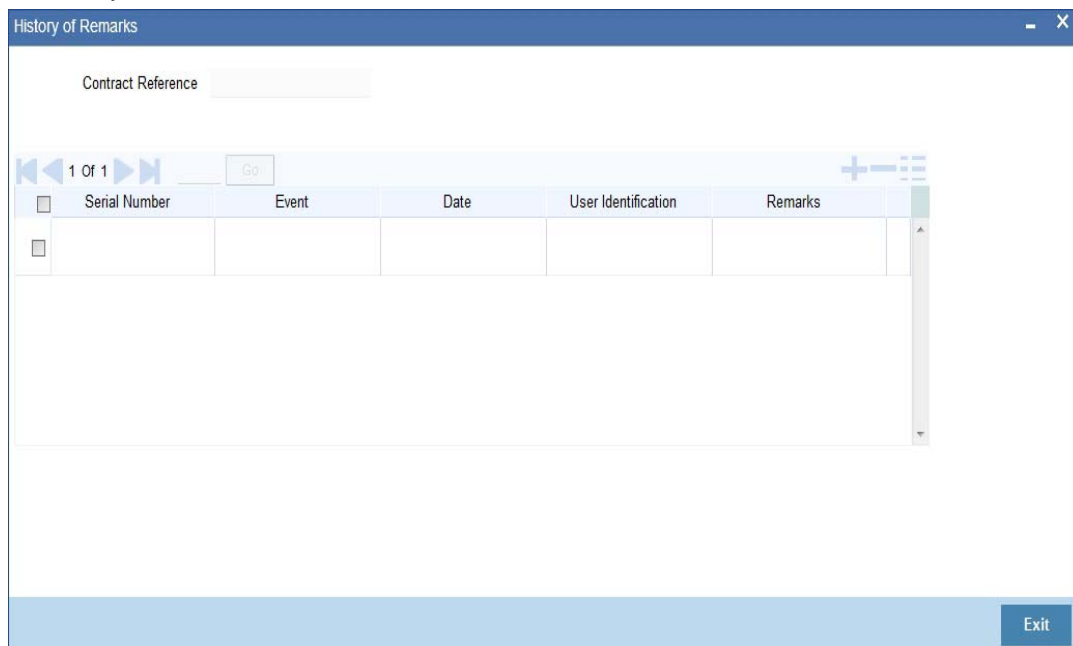 History of Remarks
Contract Reference
1 Of 1 Go
Serial Number Event Date User Identification Remarks
Exit